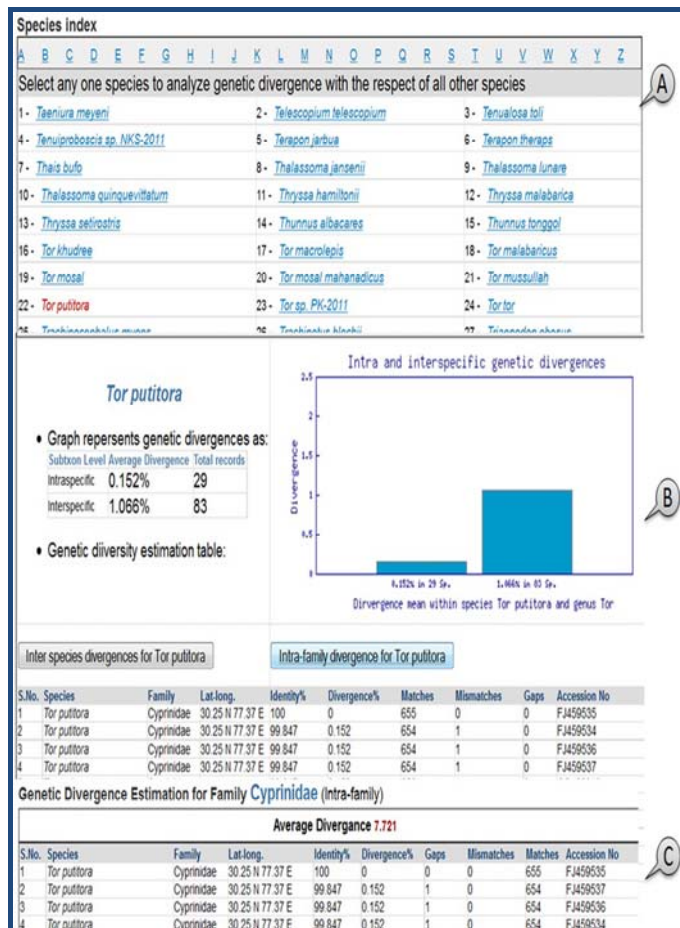 Species index
A B C D E F G H I J K L M N O P Q R S T U V W X Y Z
Select any one species to analyze genetic divergence with the respect of all other species
A
1 - Taeniura meyeni 2 - Telescopium telescopium 3 - Tenualosa toli
4 - Tenuiproboscis sp. NKS-2011 5 - Terapon jarbua 6 - Terapon theraps
7 - Thais bufo 8 - Thalassoma jansenii 9 - Thalassoma lunare
10 - Thalassoma quinquevittatum 11 - Thryssa hamiltonii 12 - Thryssa malabarica
13 - Thryssa setirostris 14 - Thunnus albacares 15 - Thunnus tonggol
16 - Tor khudree 17 - Tor macrolepis 18 - Tor malabaricus
19 - Tor mosal 20 - Tor mosal mahanadicus 21 - Tor mussullah
22 - Tor putitora 23 - Tor sp. PK-2011 24 - Tor tor
Tor putitora
• Graph repersents genetic divergences as:
Subtxon Level Average Divergence Total records
Intraspecific 0.152% 29
Interspecific 1.066% 83
• Genetic diiversity estimation table:
Intra and interspecific genetic divergences
2.5
2
1.5
1
0.5
0
Divergence
0.152% in 29 Sp. 1.066% in 83 Sp.
Dirvergence mean within species Tor putitora and genus Tor
B
Inter species divergences for Tor putitora Intra-family divergence for Tor putitora
S.No. Species Family Lat-long. Identity% Divergence% Matches Mismatches Gaps Accession No
1 Tor putitora Cyprinidae 30.25 N 77.37 E 100 0 655 0 0 FJ459535
2 Tor putitora Cyprinidae 30.25 N 77.37 E 99.847 0.152 654 1 0 FJ459534
3 Tor putitora Cyprinidae 30.25 N 77.37 E 99.847 0.152 654 1 0 FJ459536
4 Tor putitora Cyprinidae 30.25 N 77.37 E 99.847 0.152 654 1 0 FJ459537
Genetic Divergence Estimation for Family Cyprinidae (Intra-family)
Average Divergance 7.721
C
S.No. Species Family Lat-long. Identity% Divergence% Gaps Mismatches Matches Accession No
1 Tor putitora Cyprinidae 30.25 N 77.37 E 100 0 0 0 655 FJ459535
2 Tor putitora Cyprinidae 30.25 N 77.37 E 99.847 0.152 1 0 654 FJ459537
3 Tor putitora Cyprinidae 30.25 N 77.37 E 99.847 0.152 1 0 654 FJ459536
4 Tor putitora Cyprinidae 30.25 N 77.37 E 99.847 0.152 1 0 654 FJ459534